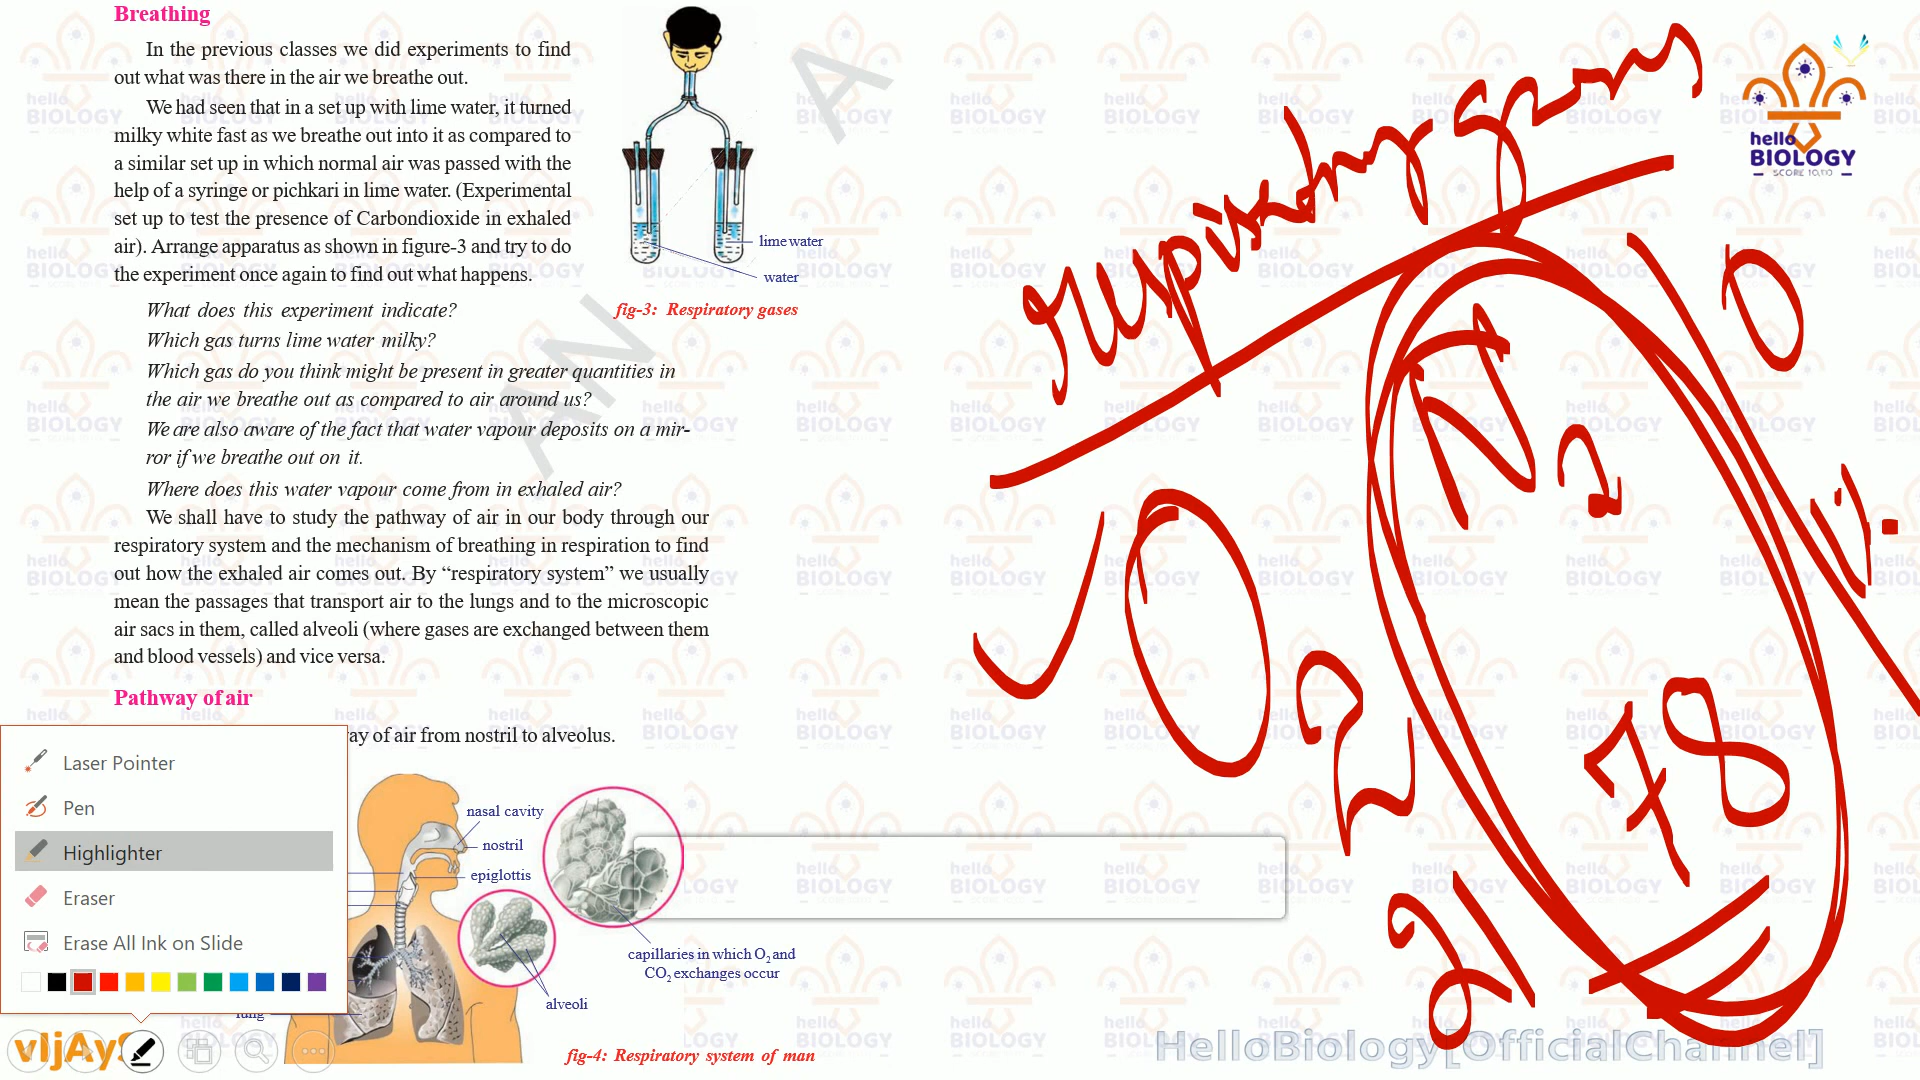 Breathing
In the previous classes we did experiments to find
out what was there in the air we breathe out.
We had seen that in a set up with lime water, it turned
milky white fast as we breathe out into it as compared to
a similar set up in which normal air was passed with the
help of a syringe or pichkari in lime water. (Experimental
set up to test the presence of Carbondioxide in exhaled
air). Arrange apparatus as shown in figure-3 and try to do
the experiment once again to find out what happens.
lime water
water
fig-3: Respiratory gases
What does this experiment indicate?
Which gas turns lime water milky?
Which gas do you think might be present in greater quantities in
the air we breathe out as compared to air around us?
We are also aware of the fact that water vapour deposits on a mir-
ror if we breathe out on it.
Where does this water vapour come from in exhaled air?
We shall have to study the pathway of air in our body through our
respiratory system and the mechanism of breathing in respiration to find
out how the exhaled air comes out. By “respiratory system” we usually
mean the passages that transport air to the lungs and to the microscopic
air sacs in them, called alveoli (where gases are exchanged between them
and blood vessels) and vice versa.
Pathway of air
of air from nostril to alveolus.
nasal cavity
nostril
epiglottis
capillaries in which O2 and
CO2 exchanges occur
alveoli
lung
fig-4: Respiratory system of man
Laser Pointer
Pen
Highlighter
Eraser
Erase All Ink on Slide
hello
BIOLOGY
SCORE 10/10
O2
21
N2
78
HelloBiology[OfficialChannel]